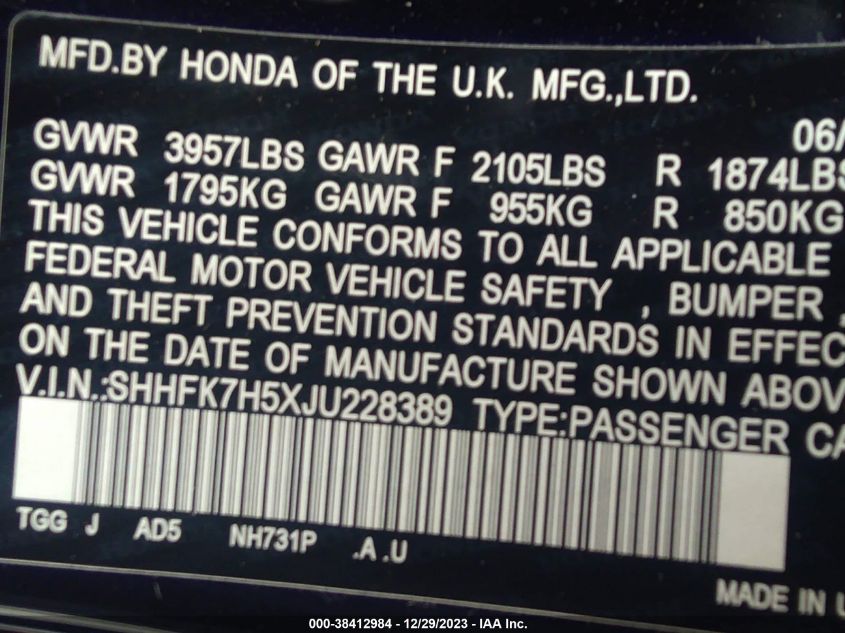 MFD.BY HONDA OF THE U.K. MFG.,LTD.
06/
GVWR 3957LBS GAWR F 2105LBS R 1874LBS
GVWR 1795KG GAWR F 955KG R 850KG
THIS VEHICLE CONFORMS TO ALL APPLICABLE
FEDERAL MOTOR VEHICLE SAFETY , BUMPER ,
AND THEFT PREVENTION STANDARDS IN EFFEC
ON THE DATE OF MANUFACTURE SHOWN ABOV
V.I.N.:SHHFK7H5XJU228389 TYPE:PASSENGER CA
TGG J AD5 NH731P .A .U
MADE IN U
000-38412984 - 12/29/2023 - IAA Inc.